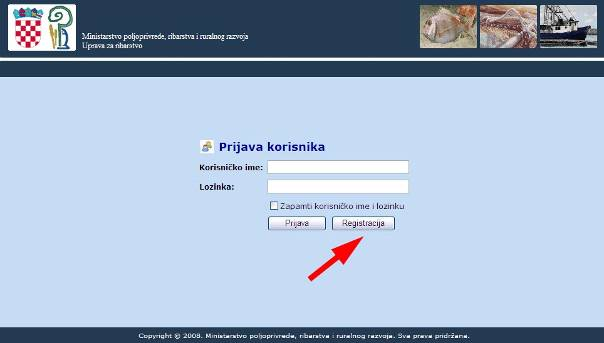 Ministarstvo poljoprivrede, ribarstva i ruralnog razvoja
Uprava za ribarstvo
Prijava korisnika
Korisničko ime:
Lozinka:
Zapamti korisničko ime i lozinku
Prijava Registracija
Copyright © 2008. Ministarstvo poljoprivrede, ribarstva i ruralnog razvoja. Sva prava pridržana.